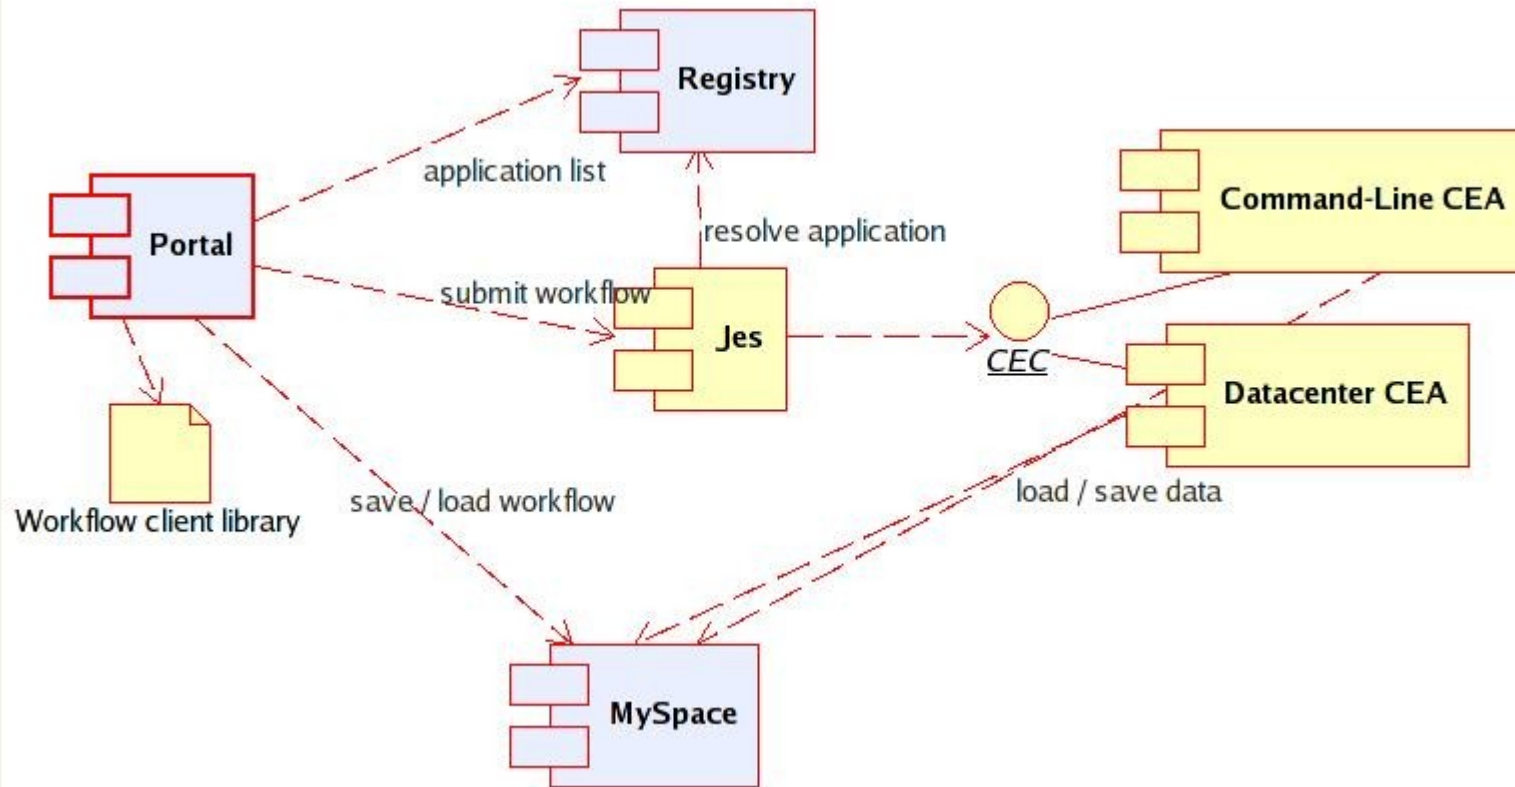 Registry
application list
Command-Line CEA
Portal
resolve application
submit workflow
Jes
CEC
Datacenter CEA
load / save data
save / load workflow
Workflow client library
MySpace